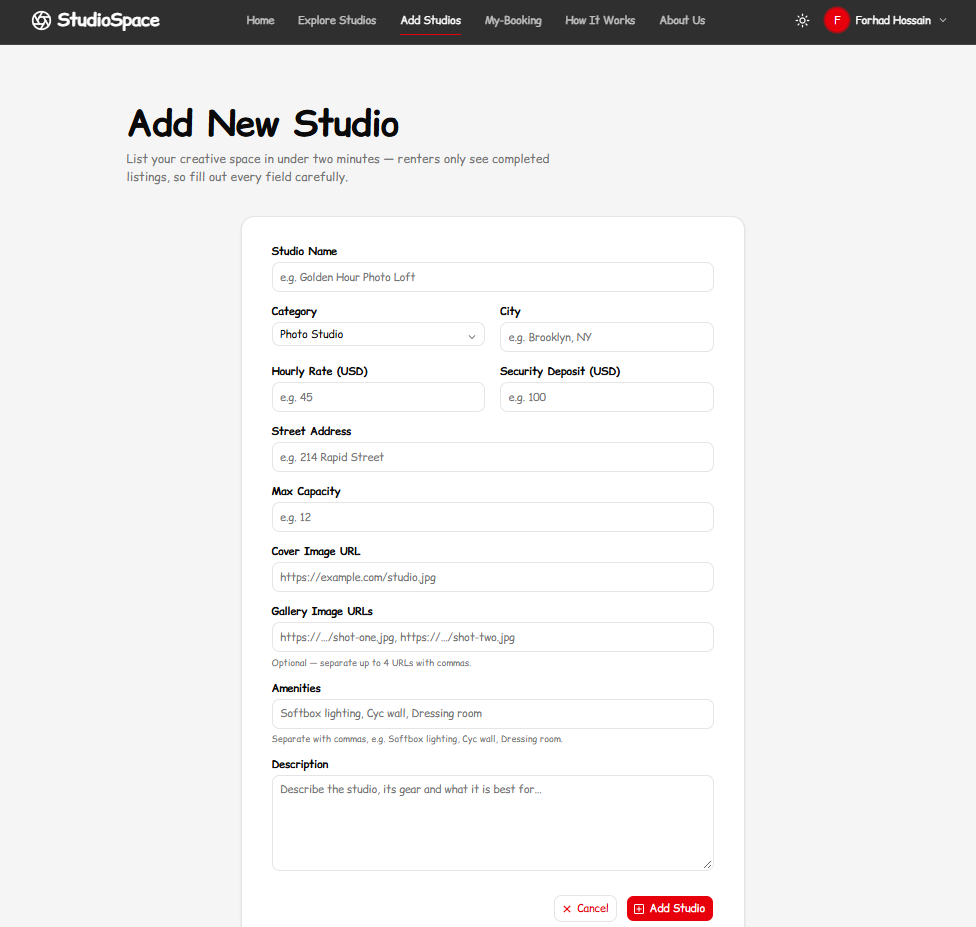 StudioSpace
Home Explore Studios Add Studios My-Booking How It Works About Us
F Forhad Hossain
Add New Studio
List your creative space in under two minutes — renters only see completed
listings, so fill out every field carefully.
Studio Name
e.g. Golden Hour Photo Loft
Category City
Photo Studio e.g. Brooklyn, NY
Hourly Rate (USD) Security Deposit (USD)
e.g. 45 e.g. 100
Street Address
e.g. 214 Rapid Street
Max Capacity
e.g. 12
Cover Image URL
https://example.com/studio.jpg
Gallery Image URLs
https://.../shot-one.jpg, https://.../shot-two.jpg
Optional — separate up to 4 URLs with commas.
Amenities
Softbox lighting, Cyc wall, Dressing room
Separate with commas, e.g. Softbox lighting, Cyc wall, Dressing room.
Description
Describe the studio, its gear and what it is best for...
Cancel Add Studio